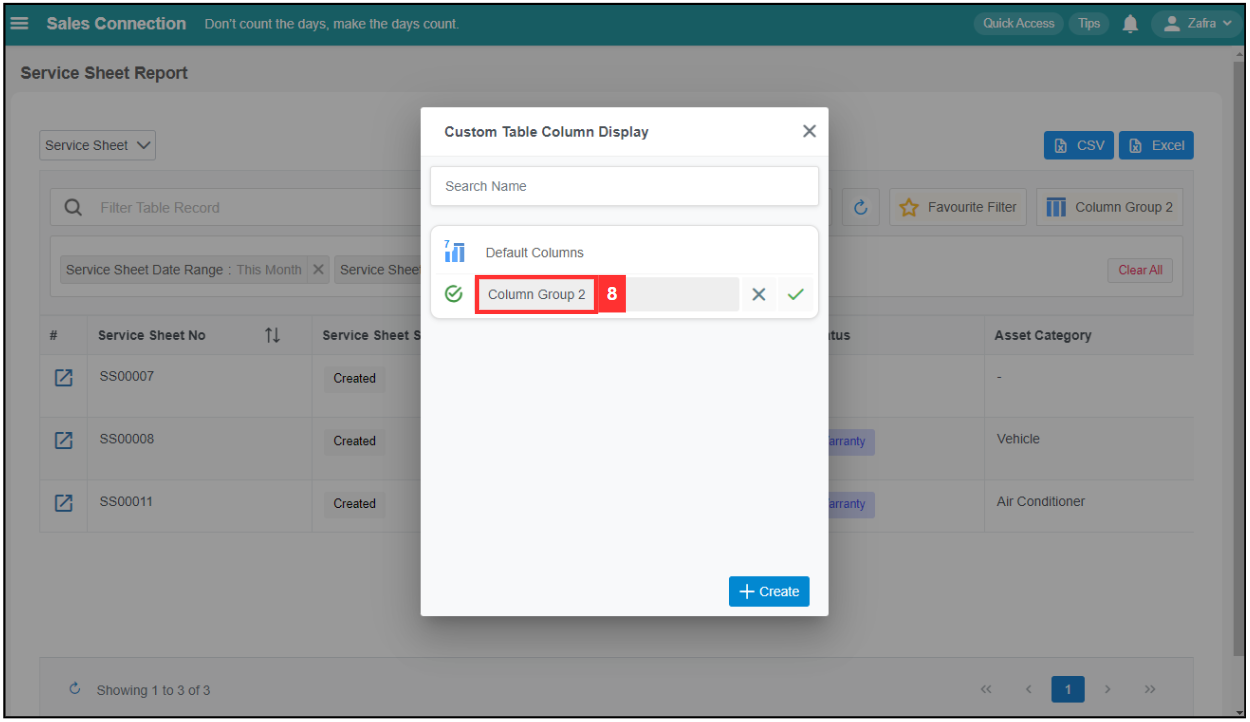 Sales Connection Don't count the days, make the days count. Quick Access Tips Zafra
Service Sheet Report
Custom Table Column Display
Service Sheet CSV Excel
Search Name
Filter Table Record Favourite Filter Column Group 2
7 Default Columns
Service Sheet Date Range : This Month Service Sheet Clear All
Column Group 2 8
# Service Sheet No Service Sheet S tus Asset Category
SS00007 Created -
SS00008 Created arranty Vehicle
SS00011 Created arranty Air Conditioner
Create
Showing 1 to 3 of 3 << < 1 > >>